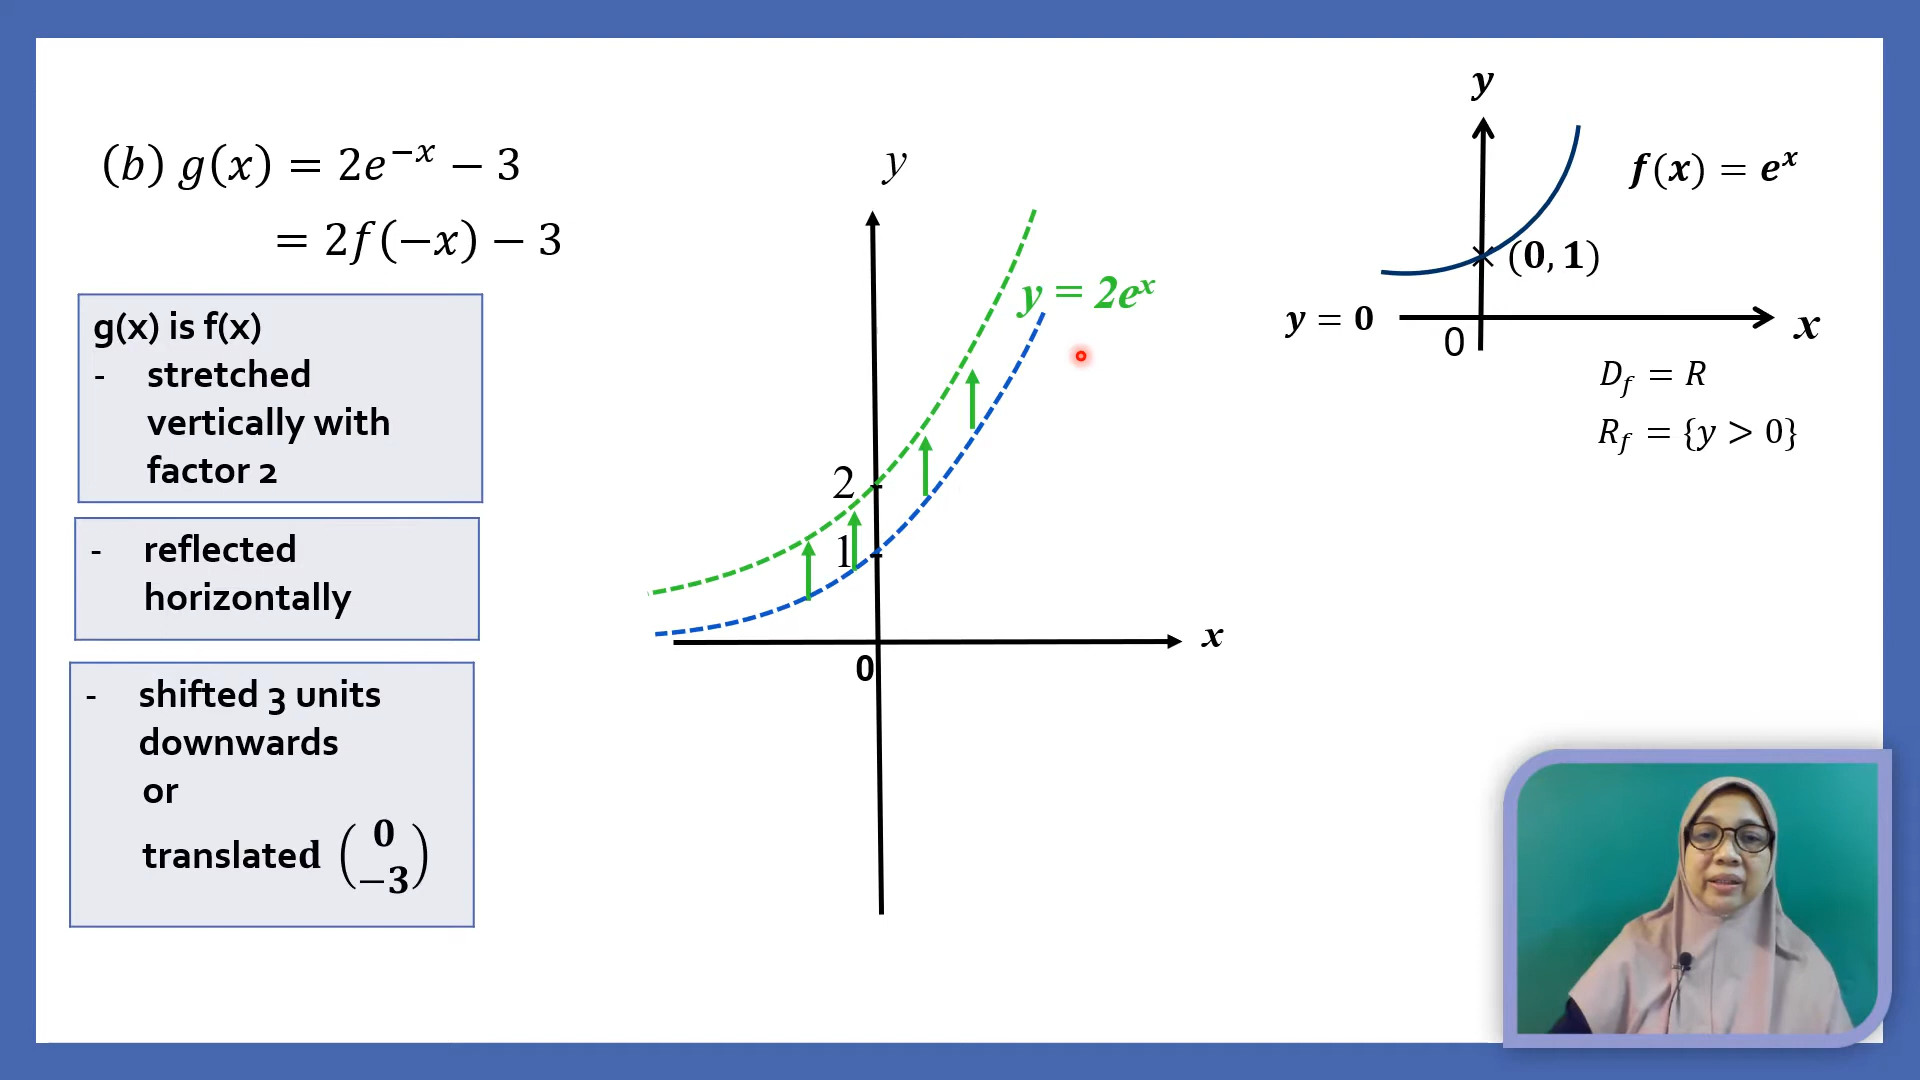 (b) g(x) = 2e^{−x} − 3
= 2f(−x) − 3
g(x) is f(x)
- stretched
vertically with
factor 2
- reflected
horizontally
- shifted 3 units
downwards
or
translated (0
−3)
y
y = 2e^x
2
1
x
0
y
f(x) = e^x
(0, 1)
y = 0
0
x
D_f = R
R_f = {y > 0}